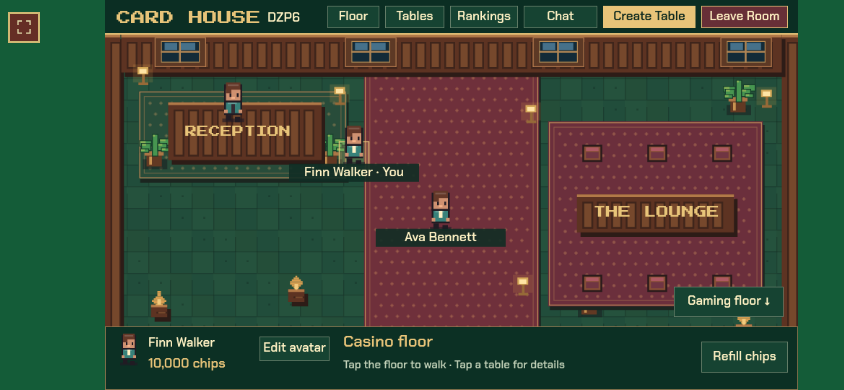 CARD HOUSE DZP6
Floor
Tables
Rankings
Chat
Create Table
Leave Room
RECEPTION
Finn Walker · You
Ava Bennett
THE LOUNGE
Gaming floor ↓
Finn Walker
10,000 chips
Edit avatar
Casino floor
Tap the floor to walk · Tap a table for details
Refill chips